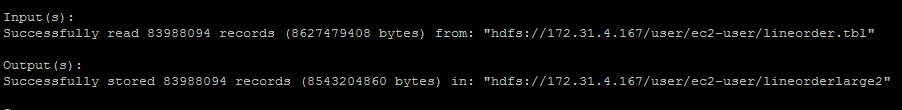 Input(s):
Successfully read 83988094 records (8627479408 bytes) from: "hdfs://172.31.4.167/user/ec2-user/lineorder.tbl"
Output(s):
Successfully stored 83988094 records (8543204860 bytes) in: "hdfs://172.31.4.167/user/ec2-user/lineorderlarge2"